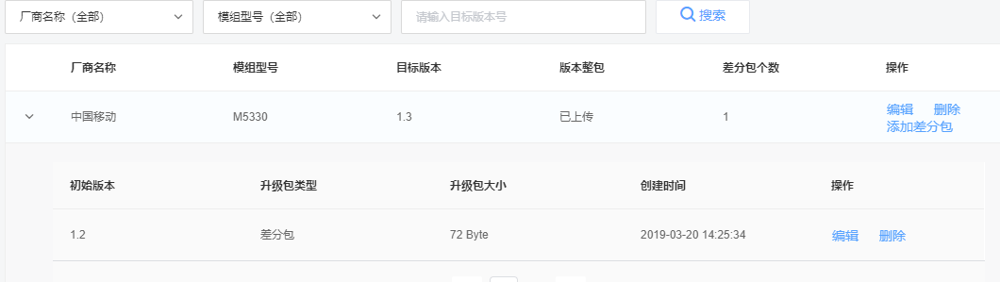 厂商名称（全部） 模组型号（全部） 请输入目标版本号 搜索
厂商名称 模组型号 目标版本 版本整包 差分包个数 操作
中国移动 M5330 1.3 已上传 1 编辑 删除
添加差分包
初始版本 升级包类型 升级包大小 创建时间 操作
1.2 差分包 72 Byte 2019-03-20 14:25:34 编辑 删除